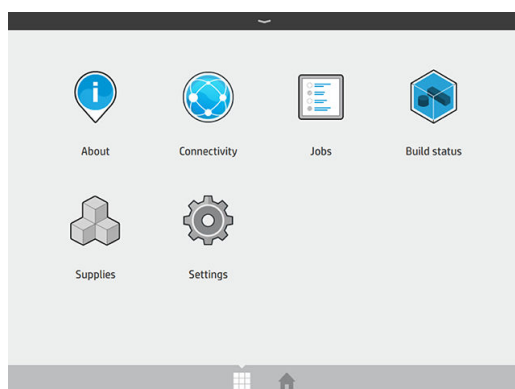 About
Connectivity
Jobs
Build status
Supplies
Settings